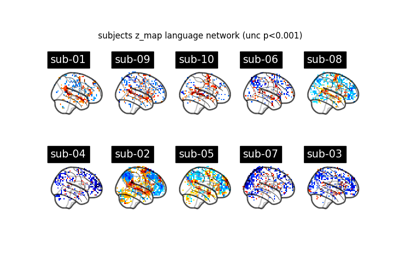 subjects z_map language network (unc p<0.001)
sub-01 sub-09 sub-10 sub-06 sub-08
sub-04 sub-02 sub-05 sub-07 sub-03